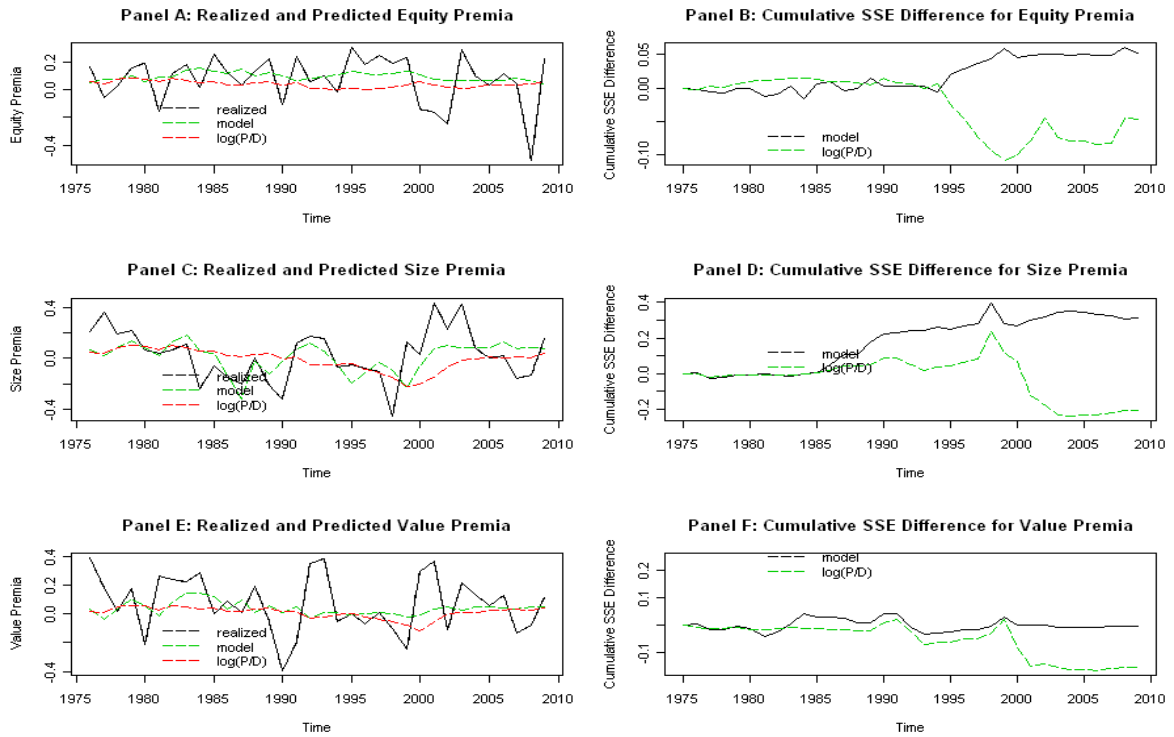 Panel A: Realized and Predicted Equity Premia
Equity Premia
0.2
0.0
-0.4
realized
model
log(P/D)
1975 1980 1985 1990 1995 2000 2005 2010
Time
Panel B: Cumulative SSE Difference for Equity Premia
Cumulative SSE Difference
0.05
0.00
-0.10
model
log(P/D)
1975 1980 1985 1990 1995 2000 2005 2010
Time
Panel C: Realized and Predicted Size Premia
Size Premia
0.4
0.0
-0.4
realized
model
log(P/D)
1975 1980 1985 1990 1995 2000 2005 2010
Time
Panel D: Cumulative SSE Difference for Size Premia
Cumulative SSE Difference
0.4
0.2
0.0
-0.2
model
log(P/D)
1975 1980 1985 1990 1995 2000 2005 2010
Time
Panel E: Realized and Predicted Value Premia
Value Premia
0.4
0.0
-0.4
realized
model
log(P/D)
1975 1980 1985 1990 1995 2000 2005 2010
Time
Panel F: Cumulative SSE Difference for Value Premia
Cumulative SSE Difference
0.2
0.1
-0.1
model
log(P/D)
1975 1980 1985 1990 1995 2000 2005 2010
Time